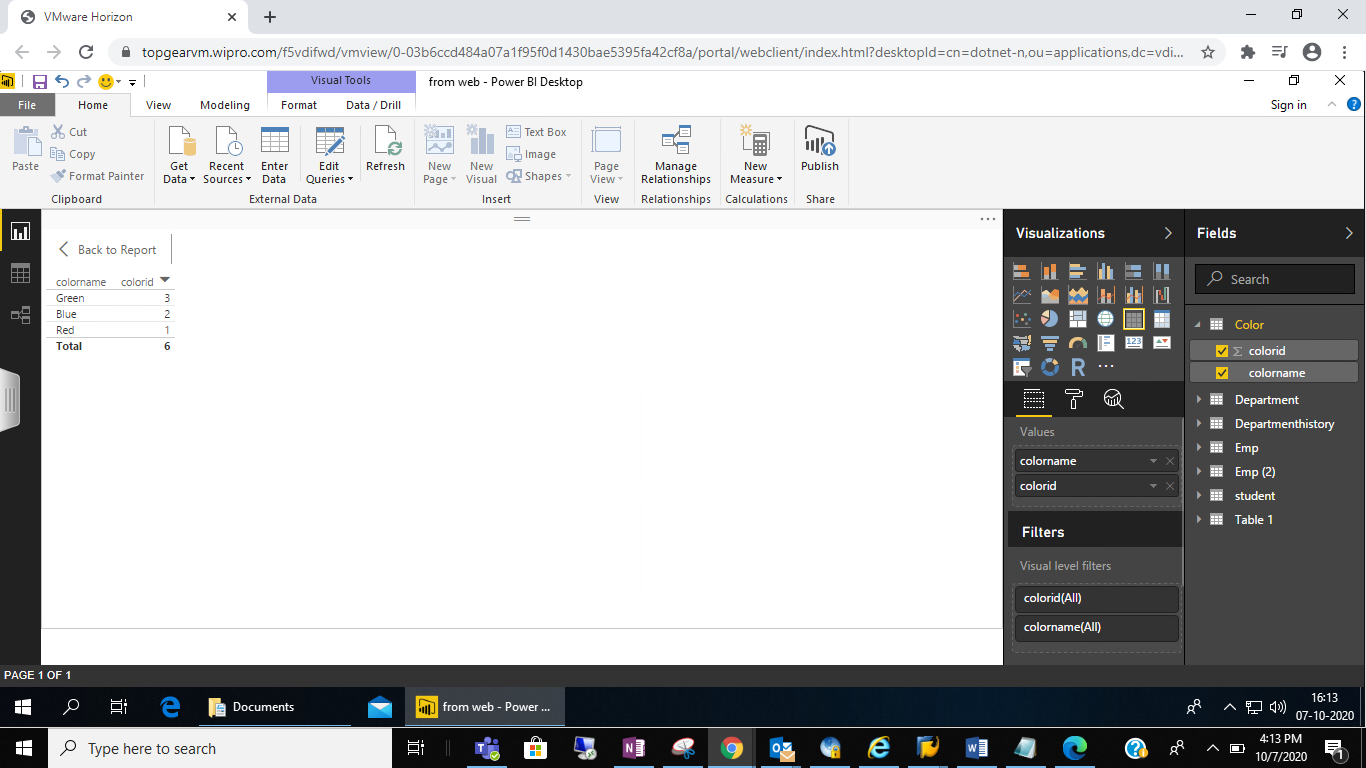 VMware Horizon
topgearvm.wipro.com/f5vdifwd/vmview/0-03b6ccd484a07a1f95f0d1430bae5395fa42cf8a/portal/webclient/index.html?desktopId=cn=dotnet-n,ou=applications,dc=vdi...
Visual Tools
from web - Power BI Desktop
File Home View Modeling Format Data / Drill Sign in
Paste Cut Copy Format Painter
Get Data Recent Sources Enter Data Edit Queries Refresh
New Page New Visual Text Box Image Shapes
Page View Manage Relationships New Measure Publish
Clipboard External Data Insert View Relationships Calculations Share
Back to Report
colorname colorid
Green 3
Blue 2
Red 1
Total 6
Visualizations
R
123
Values
colorname
colorid
Filters
Visual level filters
colorid(All)
colorname(All)
Fields
Search
Color
colorid
colorname
Department
Departmenthistory
Emp
Emp (2)
student
Table 1
PAGE 1 OF 1
Documents
from web - Power ...
16:13
07-10-2020
Type here to search
4:13 PM
10/7/2020
1